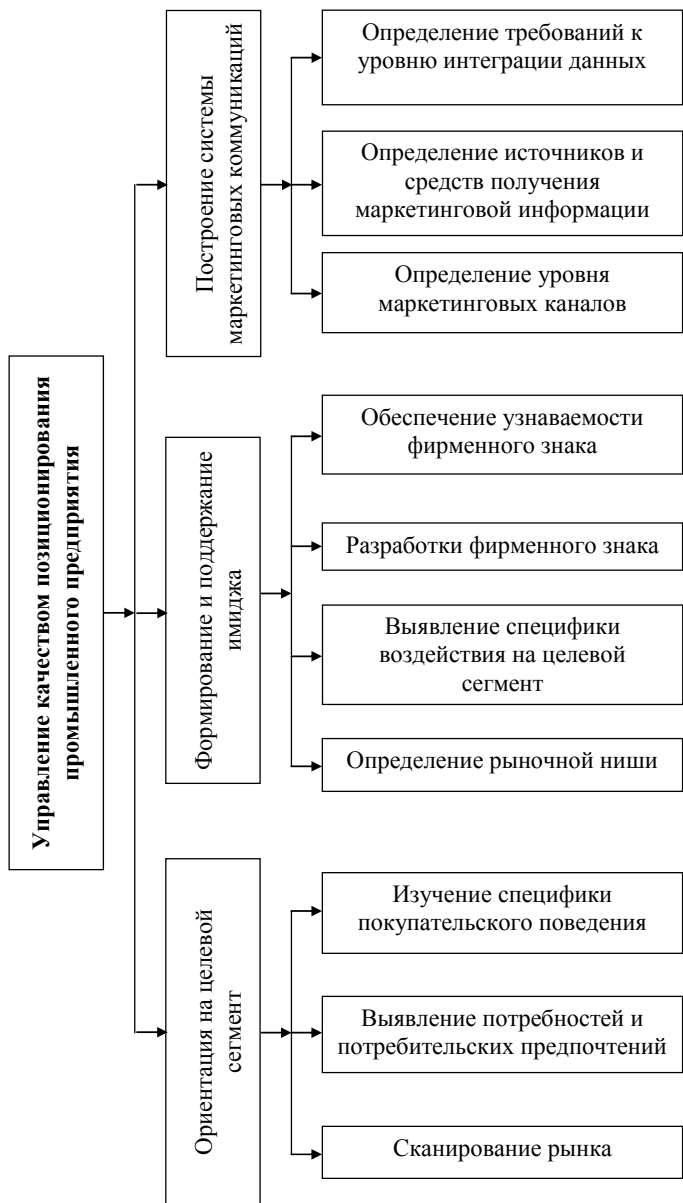 Управление качеством позиционирования
промышленного предприятия
Построение системы
маркетинговых коммуникаций
Определение требований к
уровню интеграции данных
Определение источников и
средств получения
маркетинговой информации
Определение уровня
маркетинговых каналов
Формирование и поддержание
имиджа
Обеспечение узнаваемости
фирменного знака
Разработки фирменного знака
Выявление специфики
воздействия на целевой
сегмент
Определение рыночной ниши
Ориентация на целевой
сегмент
Изучение специфики
покупательского поведения
Выявление потребностей и
потребительских предпочтений
Сканирование рынка